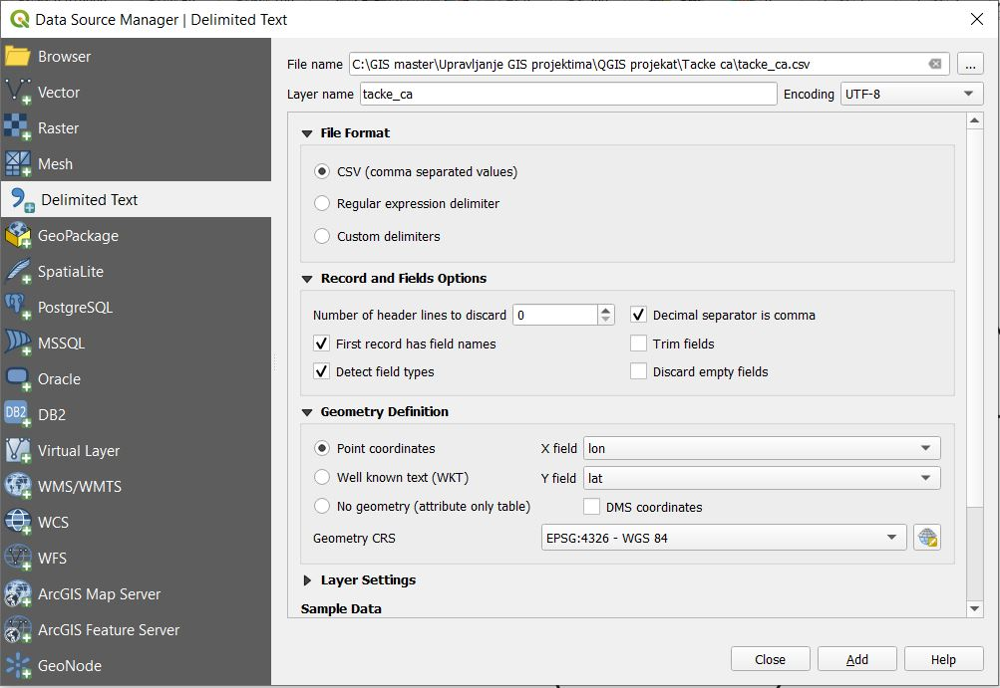 Data Source Manager | Delimited Text
Browser
Vector
Raster
Mesh
Delimited Text
GeoPackage
SpatiaLite
PostgreSQL
MSSQL
Oracle
DB2
DB2
Virtual Layer
WMS/WMTS
WCS
WFS
ArcGIS Map Server
ArcGIS Feature Server
GeoNode
File name C:\GIS master\Upravljanje GIS projektima\QGIS projekat\Tacke ca\tacke_ca.csv ...
Layer name tacke_ca Encoding UTF-8
File Format
CSV (comma separated values)
Regular expression delimiter
Custom delimiters
Record and Fields Options
Number of header lines to discard 0 Decimal separator is comma
First record has field names Trim fields
Detect field types Discard empty fields
Geometry Definition
Point coordinates X field lon
Well known text (WKT) Y field lat
No geometry (attribute only table) DMS coordinates
Geometry CRS EPSG:4326 - WGS 84
Layer Settings
Sample Data
Close Add Help